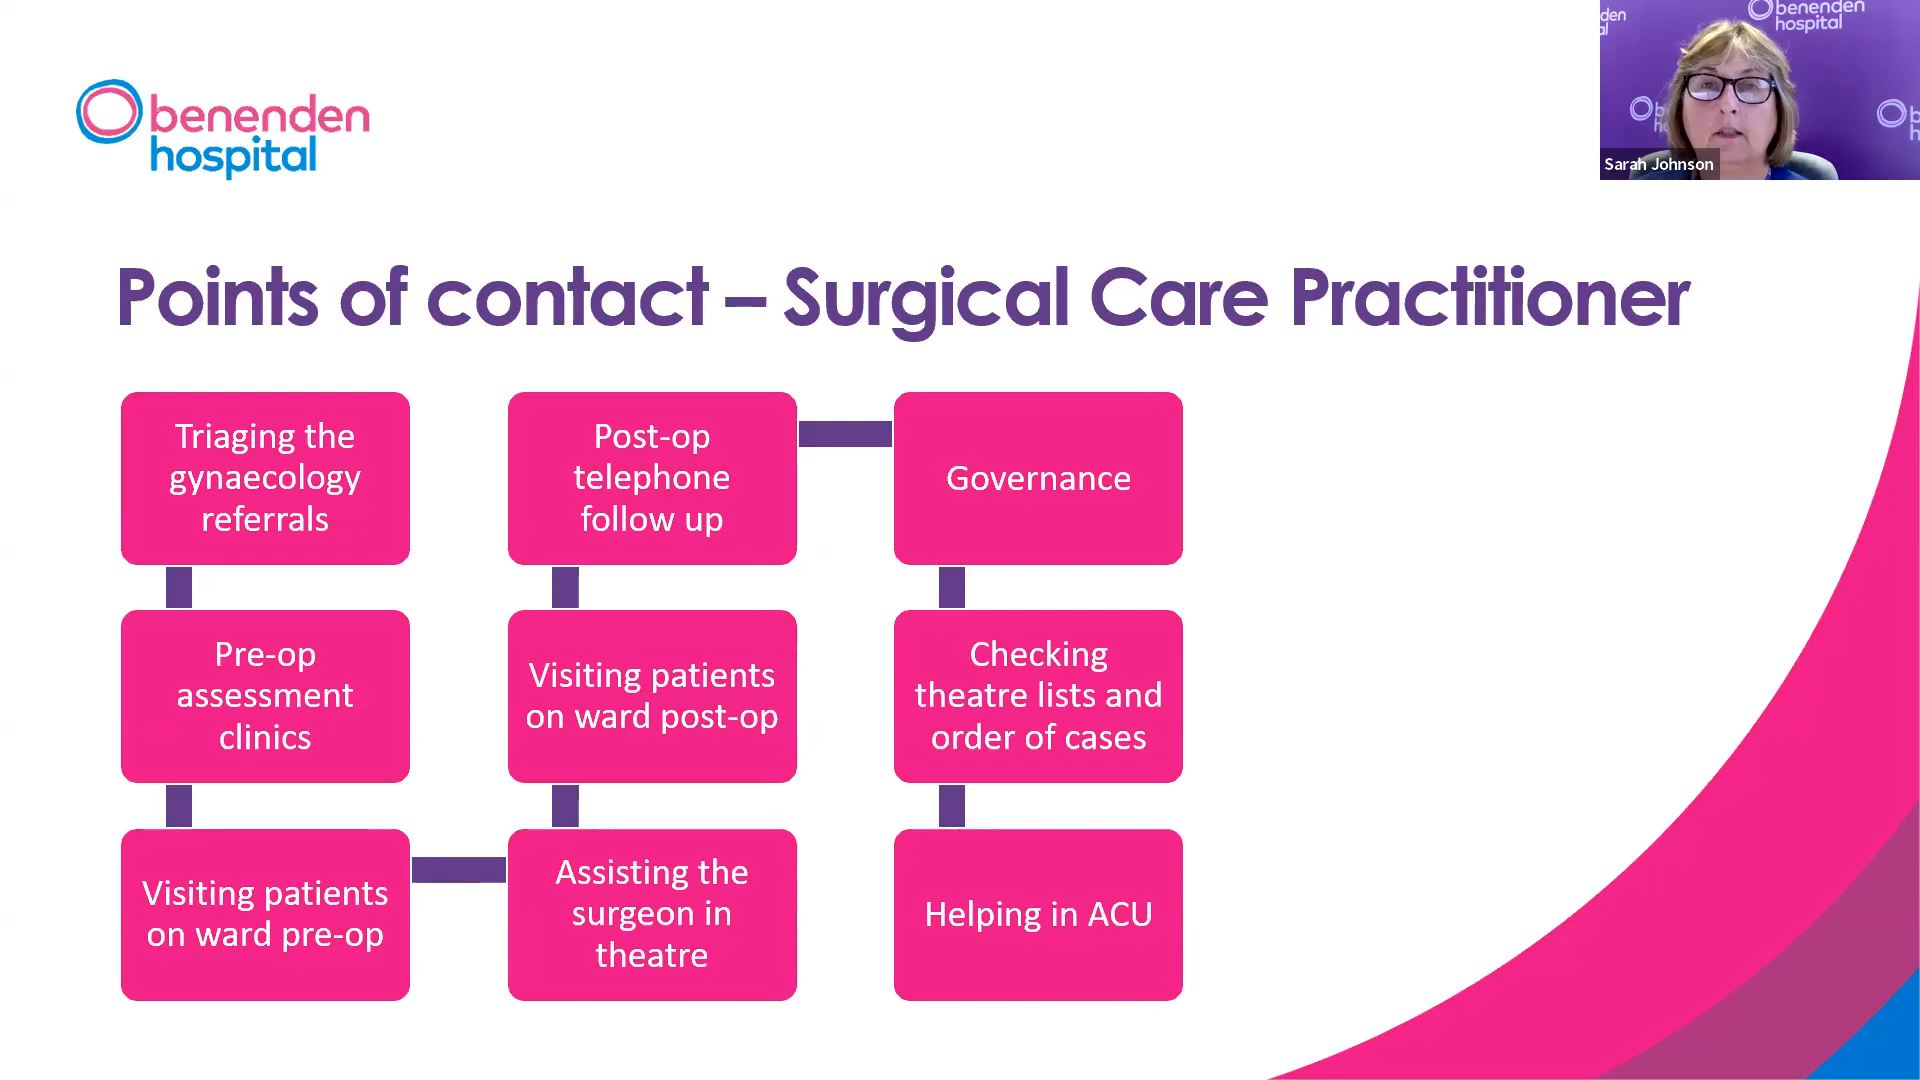 benenden
hospital
den
al
benenden
hospital
Sarah Johnson
Points of contact – Surgical Care Practitioner
Triaging the
gynaecology
referrals
Pre-op
assessment
clinics
Visiting patients
on ward pre-op
Assisting the
surgeon in
theatre
Visiting patients
on ward post-op
Post-op
telephone
follow up
Governance
Checking
theatre lists and
order of cases
Helping in ACU